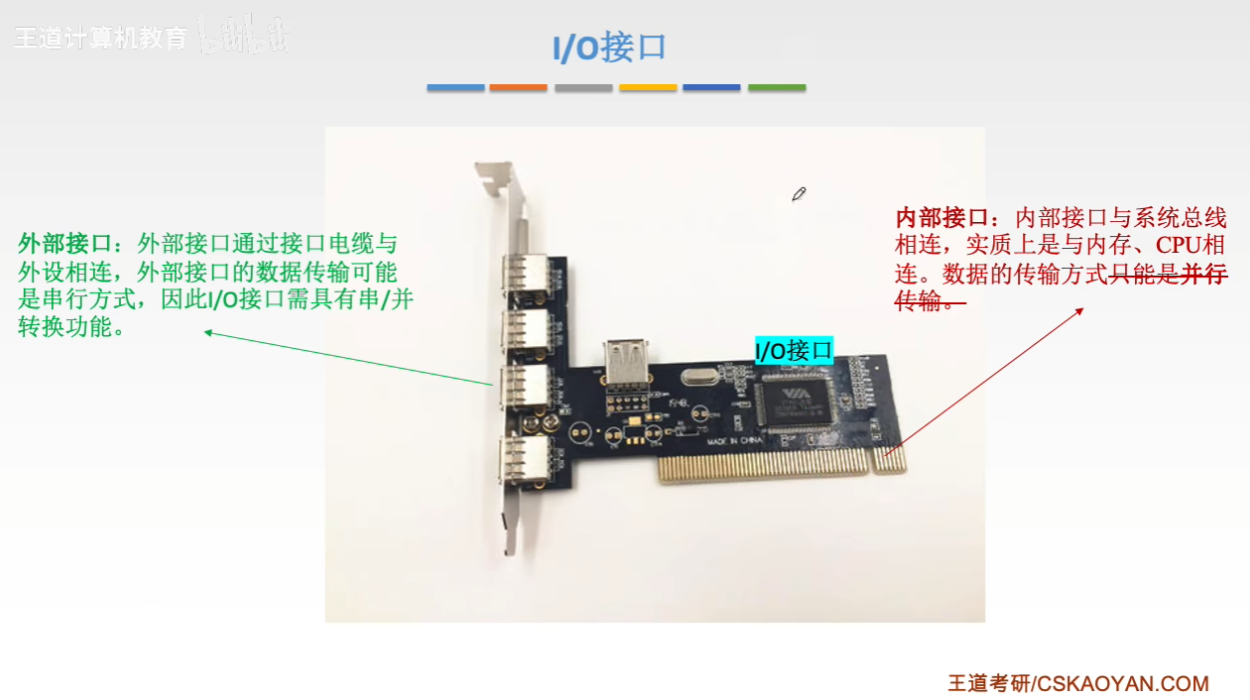 王道计算机教育 bilibili
I/O接口
外部接口：外部接口通过接口电缆与
外设相连，外部接口的数据传输可能
是串行方式，因此I/O接口需具有串/并
转换功能。
内部接口：内部接口与系统总线
相连，实质上是与内存、CPU相
连。数据的传输方式只能是并行
传输。
I/O接口
VIA
MADE IN CHINA
王道考研/CSKAOYAN.COM